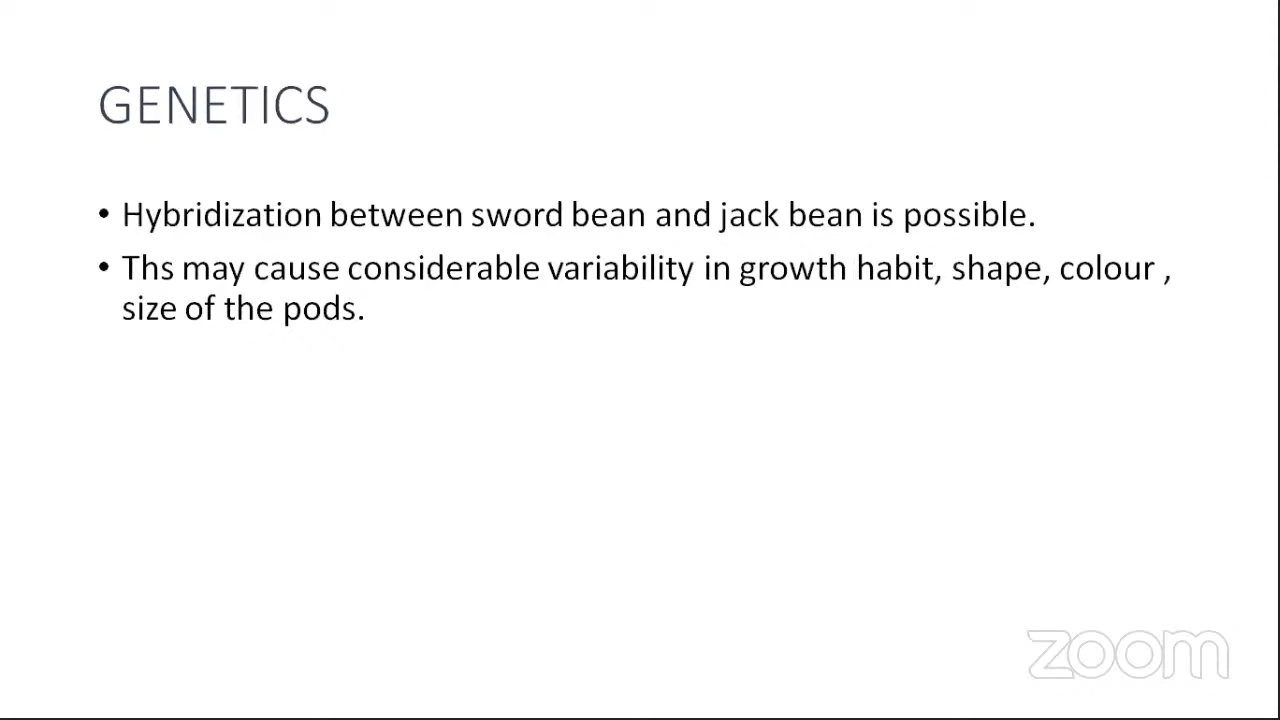 GENETICS
• Hybridization between sword bean and jack bean is possible.
• Ths may cause considerable variability in growth habit, shape, colour ,
size of the pods.
zoom